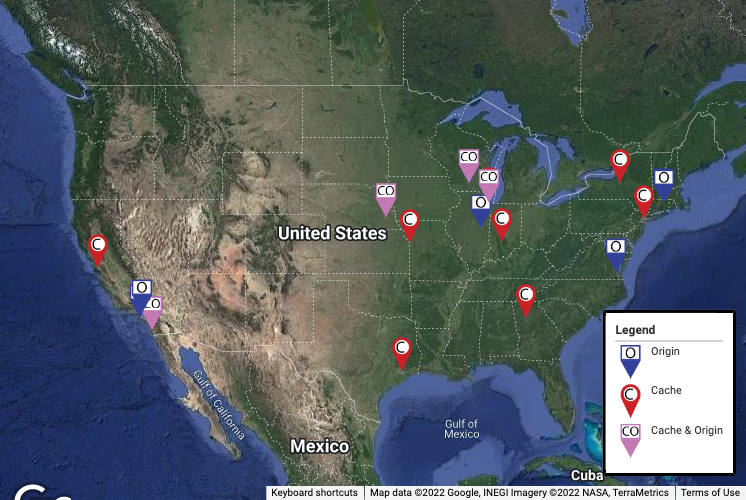 C
O
CO
CO
C
O
CO
C
O
C
C
United States
O
C
O
CO
C
C
Legend
O Origin
C Cache
CO Cache & Origin
Gulf of California
Gulf of
Mexico
Mexico
Cuba
Keyboard shortcuts Map data ©2022 Google, INEGI Imagery ©2022 NASA, TerraMetrics Terms of Use